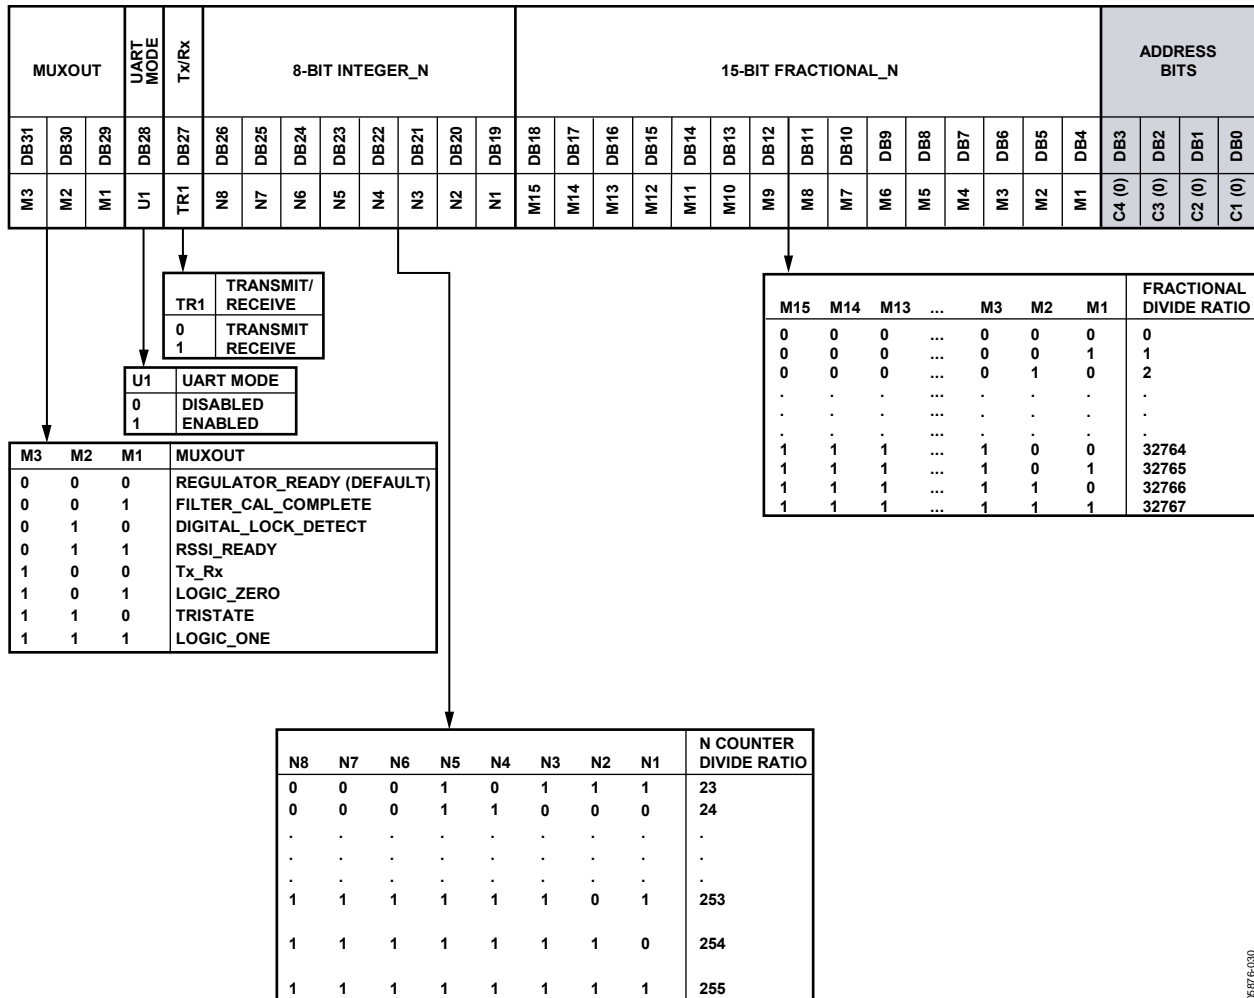 MUXOUT UART MODE Tx/Rx 8-BIT INTEGER_N 15-BIT FRACTIONAL_N ADDRESS BITS
DB31 DB30 DB29 DB28 DB27 DB26 DB25 DB24 DB23 DB22 DB21 DB20 DB19 DB18 DB17 DB16 DB15 DB14 DB13 DB12 DB11 DB10 DB9 DB8 DB7 DB6 DB5 DB4 DB3 DB2 DB1 DB0
M3 M2 M1 U1 TR1 N8 N7 N6 N5 N4 N3 N2 N1 M15 M14 M13 M12 M11 M10 M9 M8 M7 M6 M5 M4 M3 M2 M1 C4 (0) C3 (0) C2 (0) C1 (0)
TR1 TRANSMIT/ RECEIVE
0 TRANSMIT
1 RECEIVE
U1 UART MODE
0 DISABLED
1 ENABLED
M3 M2 M1 MUXOUT
0 0 0 REGULATOR_READY (DEFAULT)
0 0 1 FILTER_CAL_COMPLETE
0 1 0 DIGITAL_LOCK_DETECT
0 1 1 RSSI_READY
1 0 0 Tx_Rx
1 0 1 LOGIC_ZERO
1 1 0 TRISTATE
1 1 1 LOGIC_ONE
M15 M14 M13 ... M3 M2 M1 FRACTIONAL DIVIDE RATIO
0 0 0 ... 0 0 0 0
0 0 0 ... 0 0 1 1
0 0 0 ... 0 1 0 2
. . . ... . . . .
. . . ... . . . .
. . . ... . . . .
1 1 1 ... 1 0 0 32764
1 1 1 ... 1 0 1 32765
1 1 1 ... 1 1 0 32766
1 1 1 ... 1 1 1 32767
N8 N7 N6 N5 N4 N3 N2 N1 N COUNTER DIVIDE RATIO
0 0 0 1 0 1 1 1 23
0 0 0 1 1 0 0 0 24
. . . . . . . . .
. . . . . . . . .
. . . . . . . . .
1 1 1 1 1 1 0 1 253
1 1 1 1 1 1 1 0 254
1 1 1 1 1 1 1 1 255
05876-030